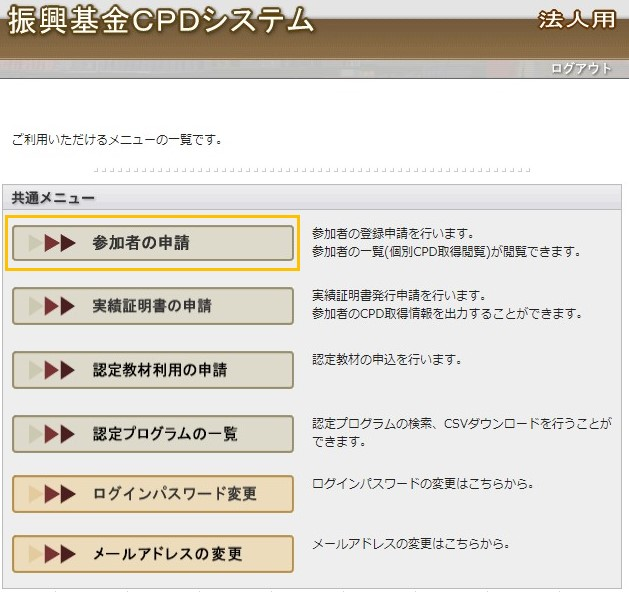 振興基金CPDシステム
法人用
ログアウト
ご利用いただけるメニューの一覧です。
共通メニュー
参加者の申請
参加者の登録申請を行います。
参加者の一覧(個別CPD取得閲覧)が閲覧できます。
実績証明書の申請
実績証明書発行申請を行います。
参加者のCPD取得情報を出力することができます。
認定教材利用の申請
認定教材の申込を行います。
認定プログラムの一覧
認定プログラムの検索、CSVダウンロードを行うことが
できます。
ログインパスワード変更
ログインパスワードの変更はこちらから。
メールアドレスの変更
メールアドレスの変更はこちらから。